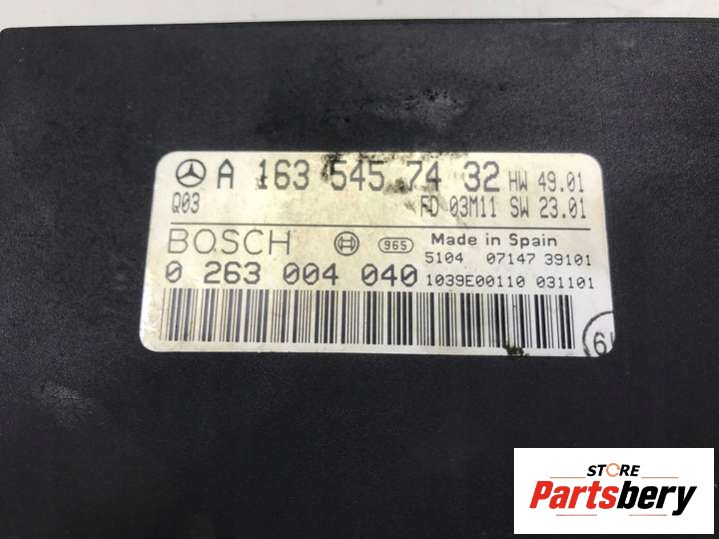 A 163 545 74 32 HW 49.01
Q03 FD 03M11 SW 23.01
BOSCH 965 Made in Spain
5104 07147 39101
0 263 004 040 1039E00110 031101
STORE
Partsbery